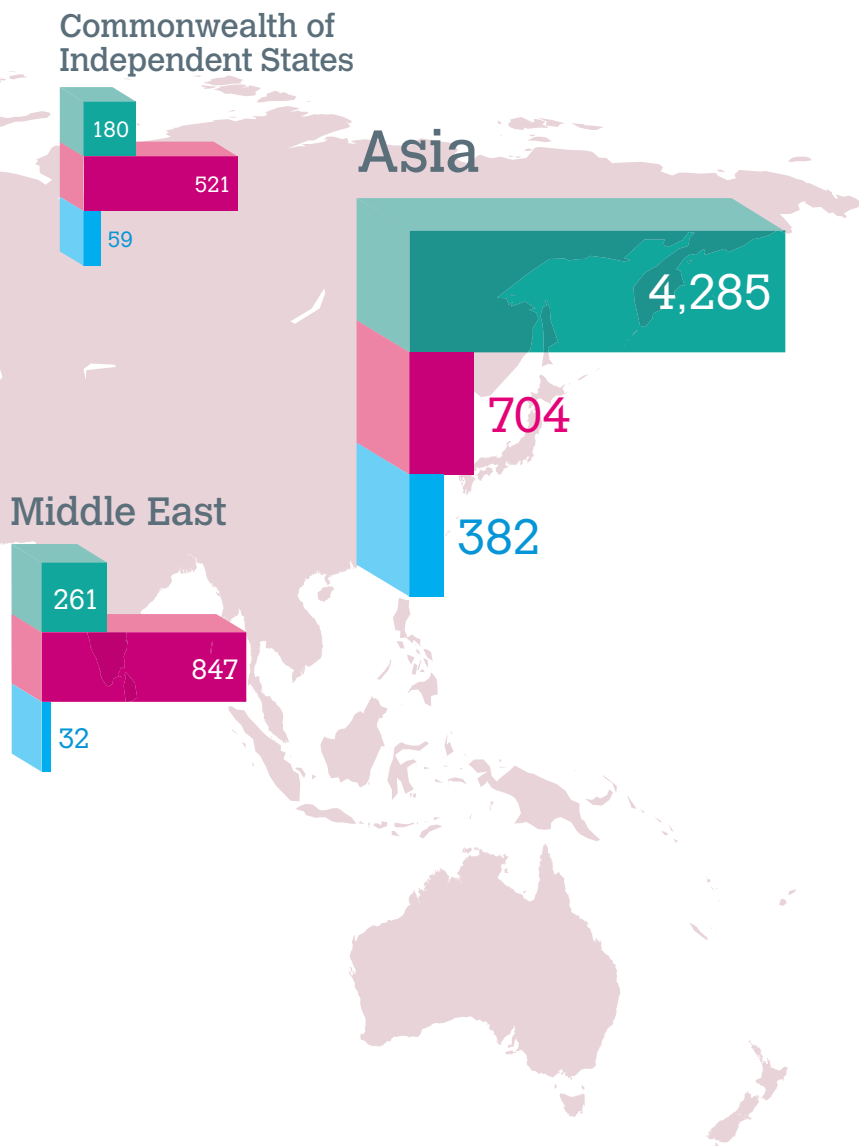 Commonwealth of
Independent States
180
521
59
Asia
4,285
704
382
Middle East
261
847
32